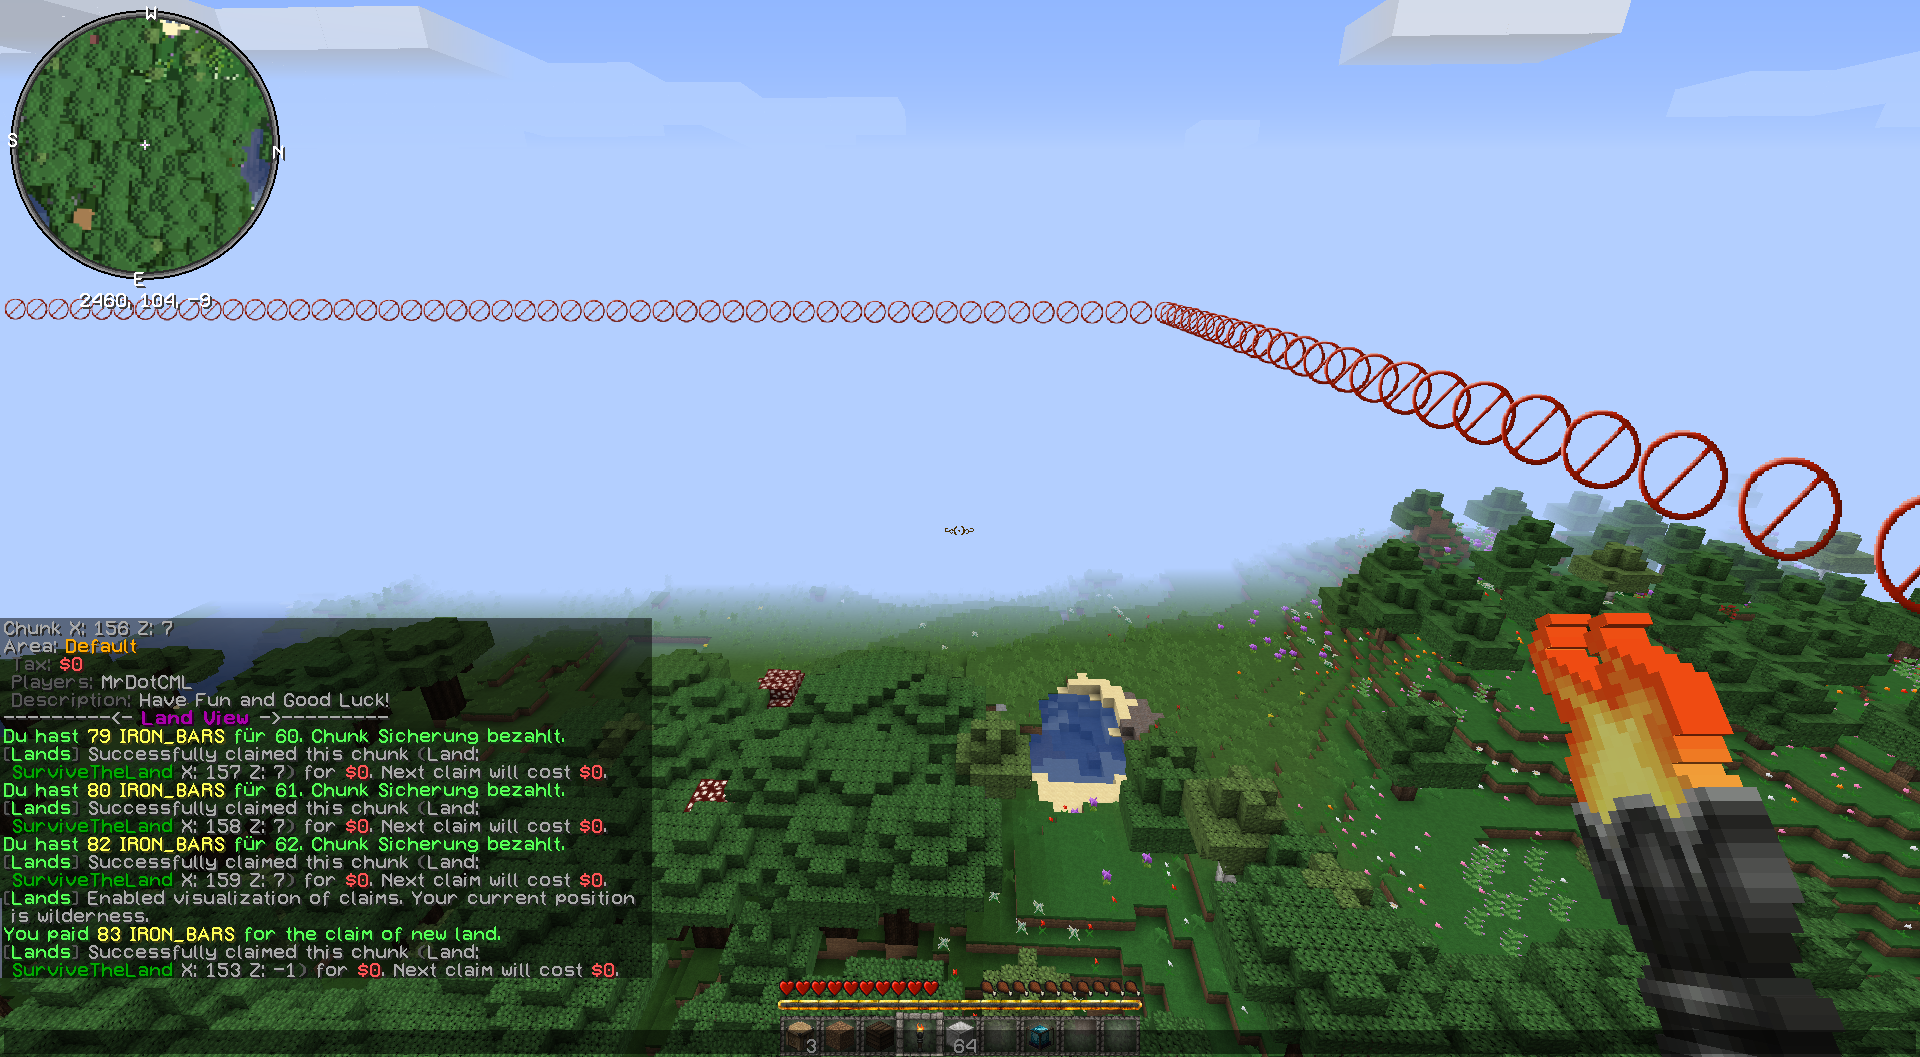 W
S
N
E
2460, 104, -9
Chunk X: 156 Z: 7
Area: Default
Tax: $0
Players: MrDotCML
Description: Have Fun and Good Luck!
----------<- Land View ->----------
Du hast 79 IRON_BARS für 60. Chunk Sicherung bezahlt.
[Lands] Successfully claimed this chunk (Land:
SurviveTheLand X: 157 Z: 7) for $0. Next claim will cost $0.
Du hast 80 IRON_BARS für 61. Chunk Sicherung bezahlt.
[Lands] Successfully claimed this chunk (Land:
SurviveTheLand X: 158 Z: 7) for $0. Next claim will cost $0.
Du hast 82 IRON_BARS für 62. Chunk Sicherung bezahlt.
[Lands] Successfully claimed this chunk (Land:
SurviveTheLand X: 159 Z: 7) for $0. Next claim will cost $0.
[Lands] Enabled visualization of claims. Your current position
is wilderness.
You paid 83 IRON_BARS for the claim of new land.
[Lands] Successfully claimed this chunk (Land:
SurviveTheLand X: 153 Z: -1) for $0. Next claim will cost $0.
3
64